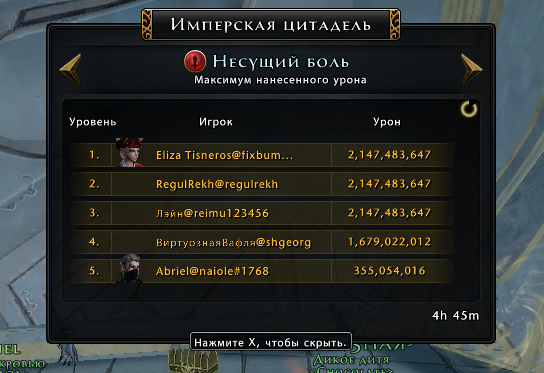 Имперская цитадель
Несущий боль
Максимум нанесенного урона
Уровень Игрок Урон
1. Eliza Tisneros@fixbum... 2,147,483,647
2. RegulRekh@regulrekh 2,147,483,647
3. Лэйн@reimu123456 2,147,483,647
4. ВиртуознаяВафля@shgeorg 1,679,022,012
5. Abriel@naiole#1768 355,054,016
4h 45m
Нажмите X, чтобы скрыть.
Дикое дитя
<Chocolate>